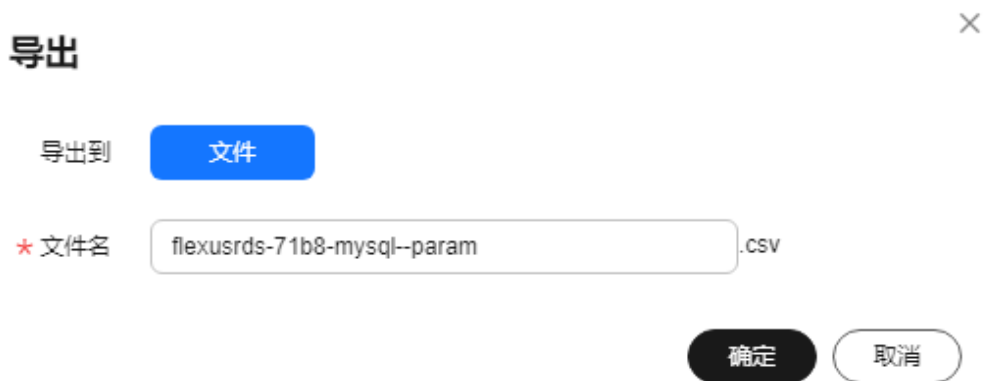 导出
导出到 文件
* 文件名 flexusrds-71b8-mysql--param .csv
确定 取消